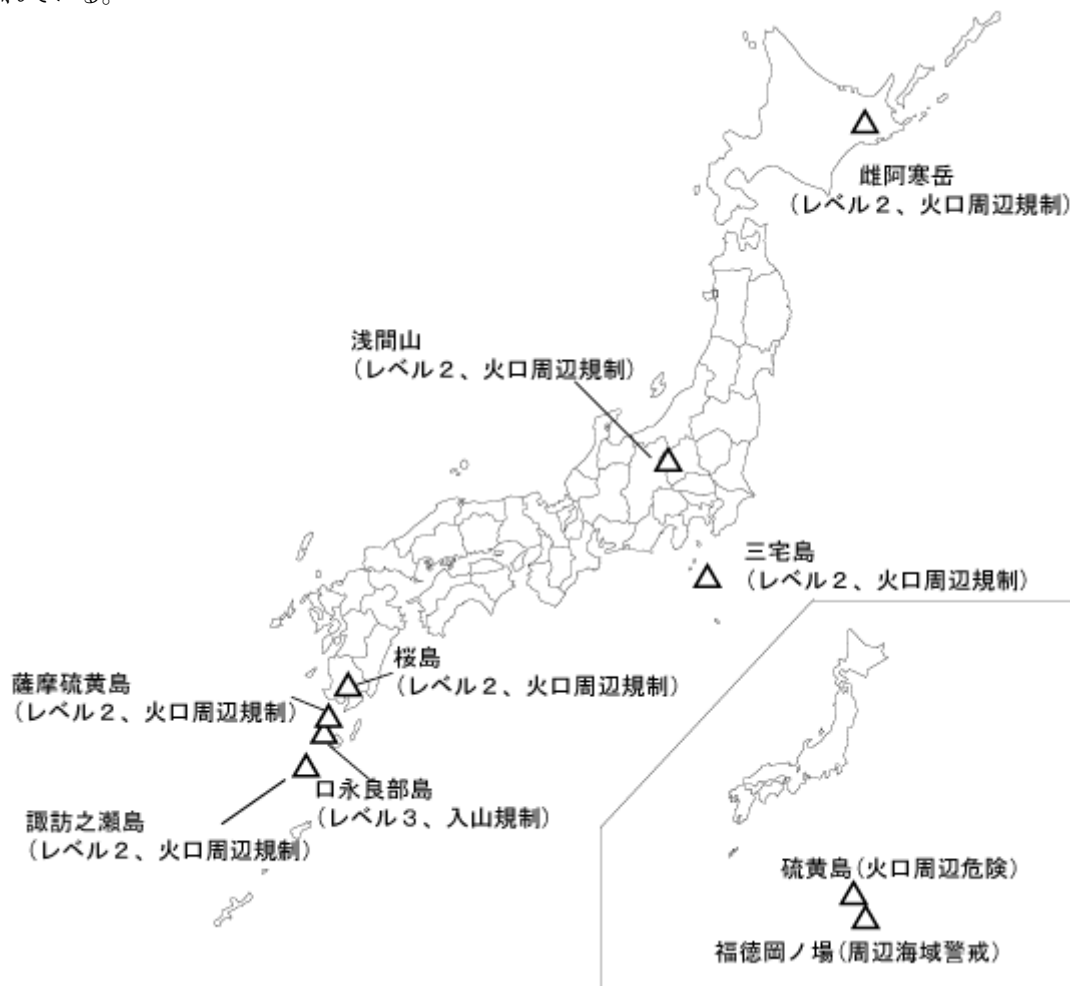 れている。
雌阿寒岳
(レベル２、火口周辺規制)
浅間山
(レベル２、火口周辺規制)
三宅島
(レベル２、火口周辺規制)
桜島
(レベル２、火口周辺規制)
薩摩硫黄島
(レベル２、火口周辺規制)
口永良部島
(レベル３、入山規制)
諏訪之瀬島
(レベル２、火口周辺規制)
硫黄島(火口周辺危険)
福徳岡ノ場(周辺海域警戒)